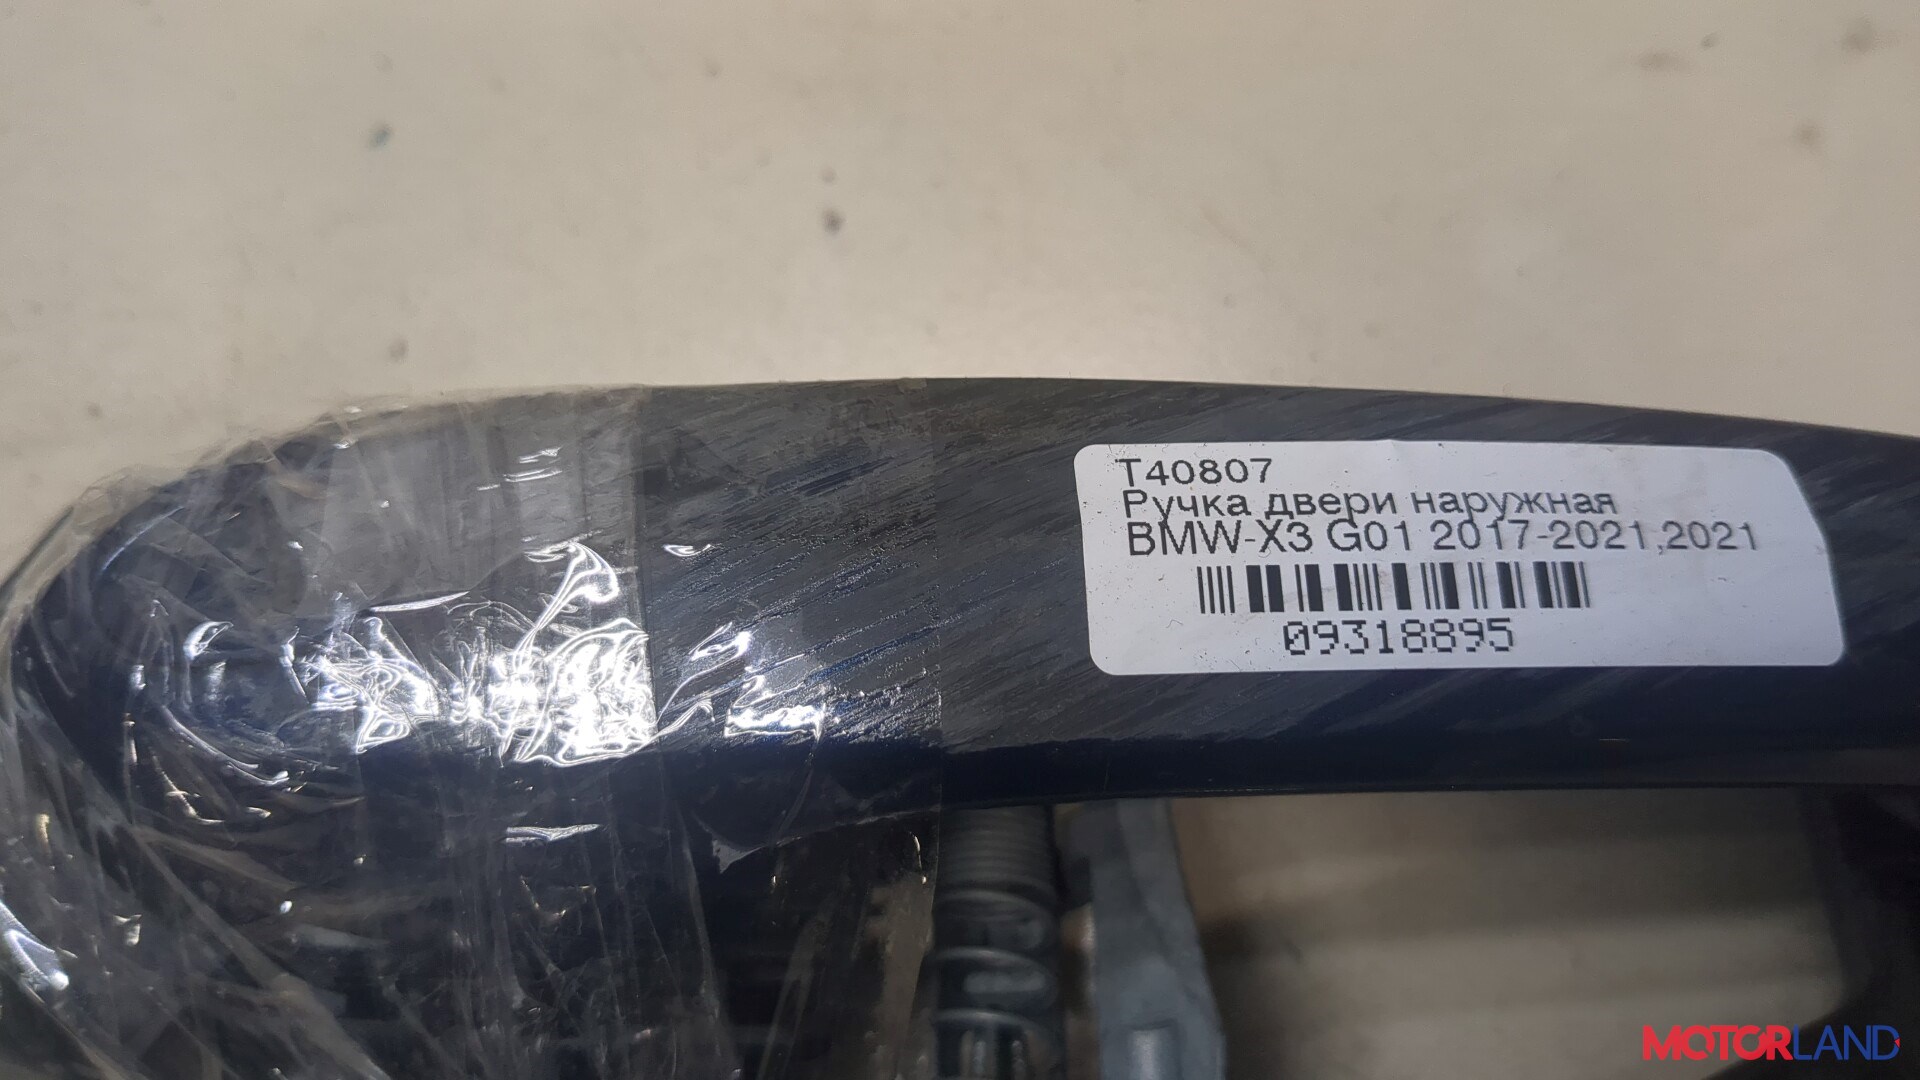 T40807
Ручка двери наружная
BMW-X3 G01 2017-2021,2021
09318895
MOTORLAND